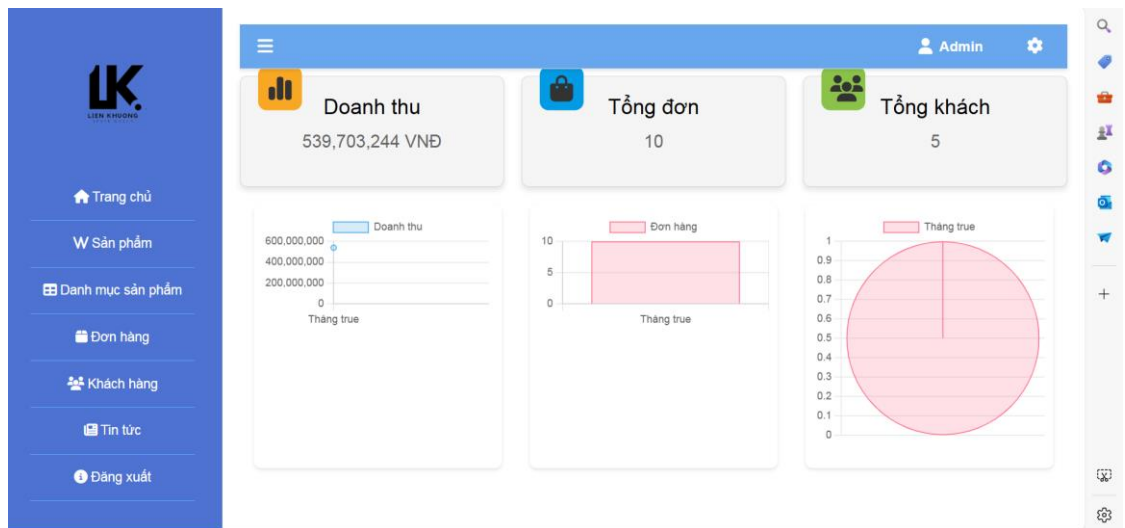 LK.
LIEN KHUONG
Trang chủ
Sản phẩm
Danh mục sản phẩm
Đơn hàng
Khách hàng
Tin tức
Đăng xuất
Admin
Doanh thu
539,703,244 VNĐ
Tổng đơn
10
Tổng khách
5
Doanh thu
600,000,000
400,000,000
200,000,000
0
Tháng true
Đơn hàng
10
5
0
Tháng true
Tháng true
1
0.9
0.8
0.7
0.6
0.5
0.4
0.3
0.2
0.1
0